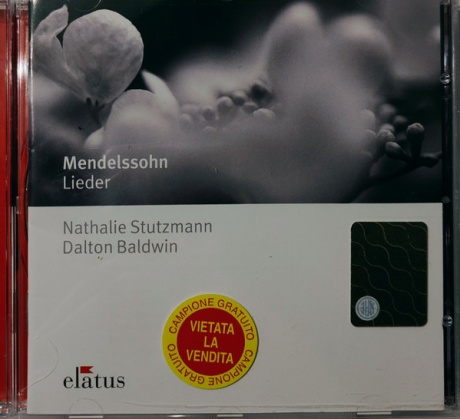 Mendelssohn
Lieder
Nathalie Stutzmann
Dalton Baldwin
CAMPIONE GRATUITO
VIETATA
LA
VENDITA
CAMPIONE GRATUITO
elatus